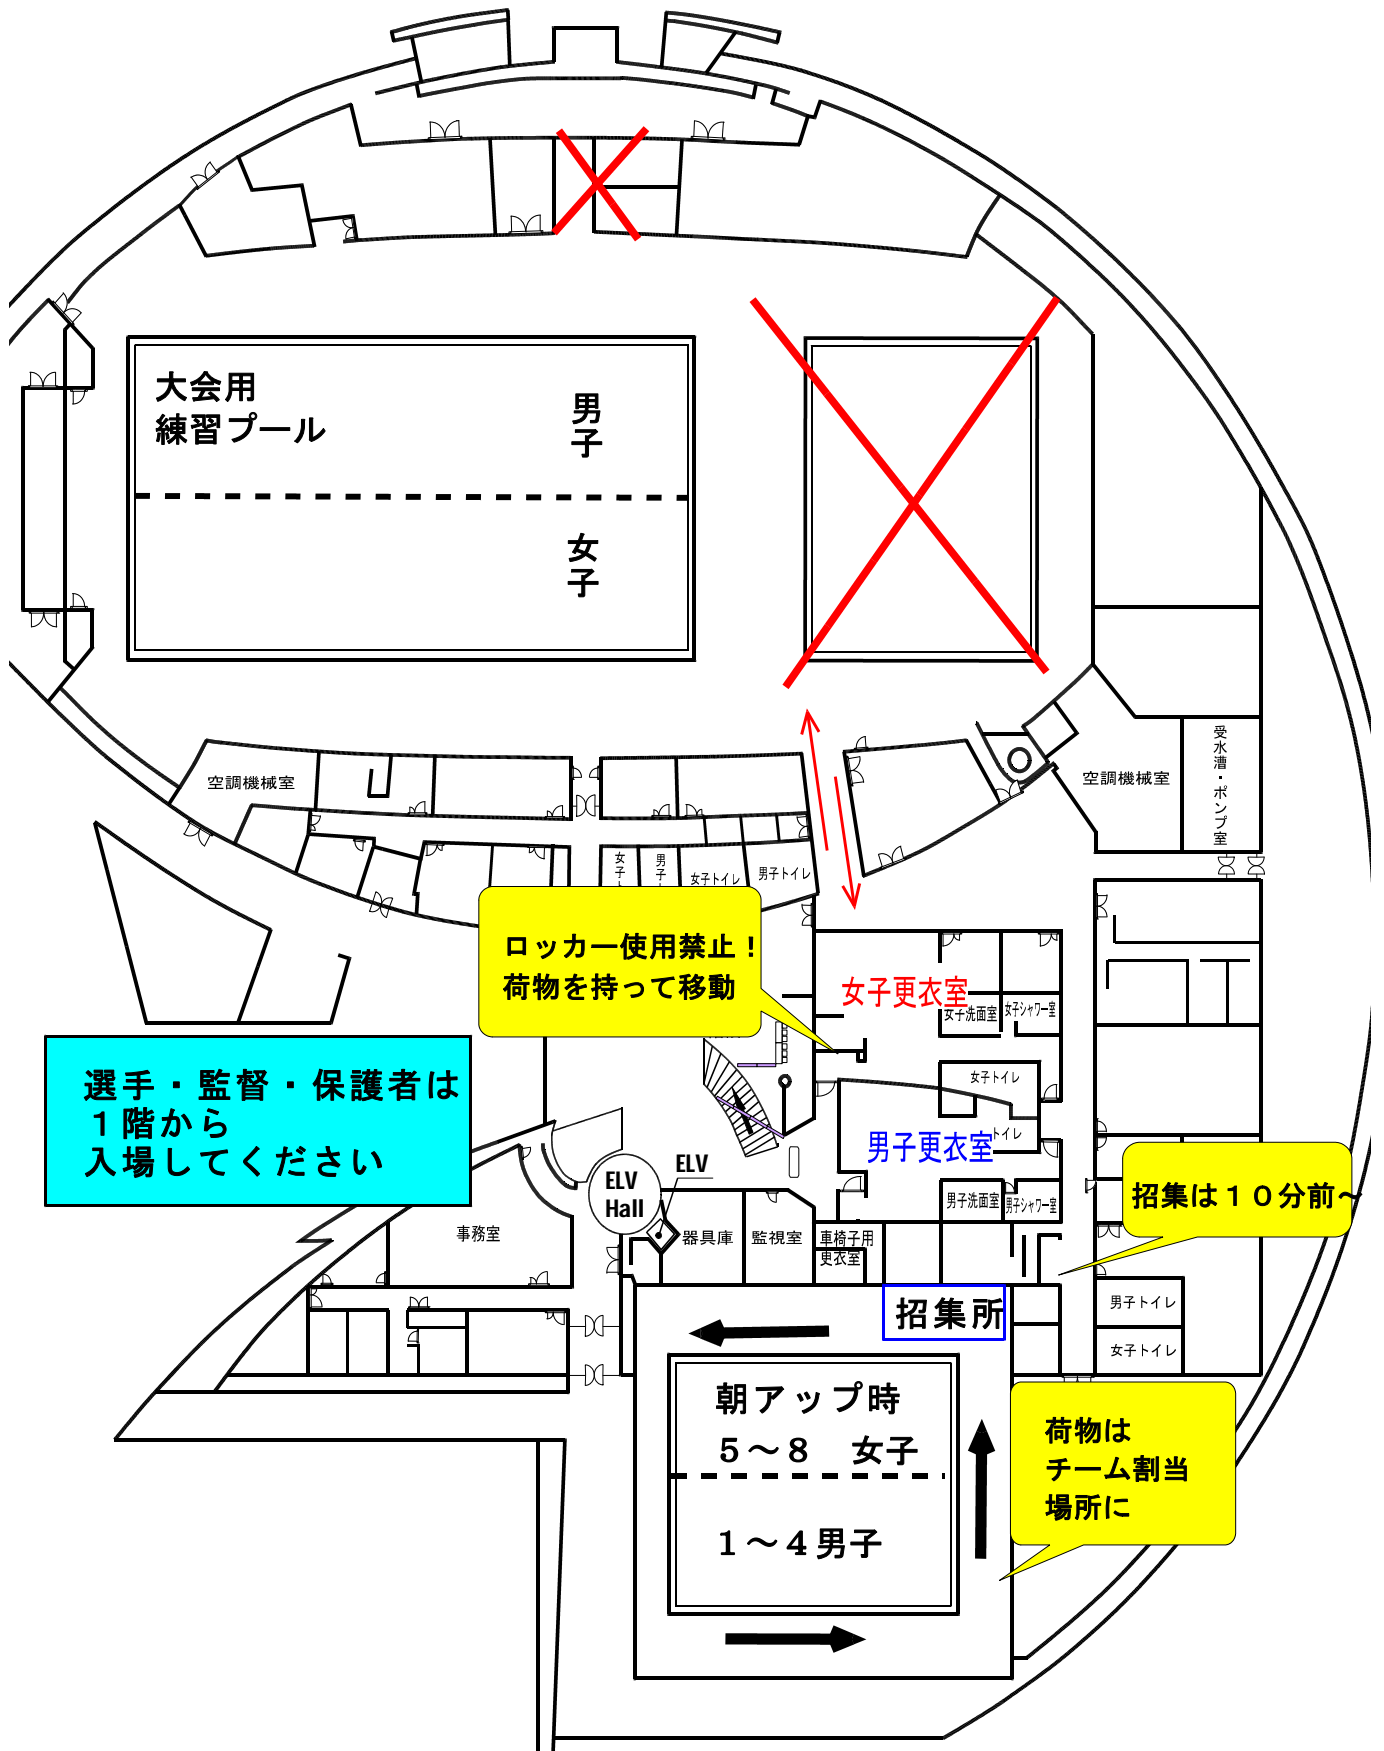 大会用
練習プール
男子
女子
空調機械室
空調機械室
受水漕・ポンプ室
女子ト
男子
女子トイレ
男子トイレ
ロッカー使用禁止！
荷物を持って移動
女子更衣室
女子洗面室
女子シャワー室
女子トイレ
トイレ
男子更衣室
男子洗面室
男子シャワー室
選手・監督・保護者は
１階から
入場してください
ELV
Hall
ELV
事務室
器具庫
監視室
車椅子用
更衣室
招集は１０分前～
招集所
男子トイレ
女子トイレ
朝アップ時
５～８　女子
１～４男子
荷物は
チーム割当
場所に